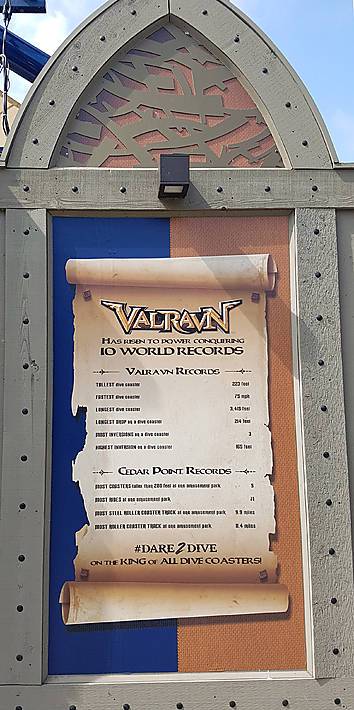 VALRAVN
HAS RISEN TO POWER CONQUERING
10 WORLD RECORDS
VALRAVN RECORDS
TALLEST dive coaster 223 feet
FASTEST dive coaster 75 mph
LONGEST dive coaster 3,415 feet
LONGEST DROP on a dive coaster 214 feet
MOST INVERSIONS on a dive coaster 3
HIGHEST INVERSION on a dive coaster 165 feet
CEDAR POINT RECORDS
MOST COASTERS taller than 200 feet at one amusement park 5
MOST RIDES at one amusement park 71
MOST STEEL ROLLER COASTER TRACK at one amusement park 9.9 miles
MOST ROLLER COASTER TRACK at one amusement park 11.4 miles
#DARE2DIVE
ON THE KING OF ALL DIVE COASTERS!